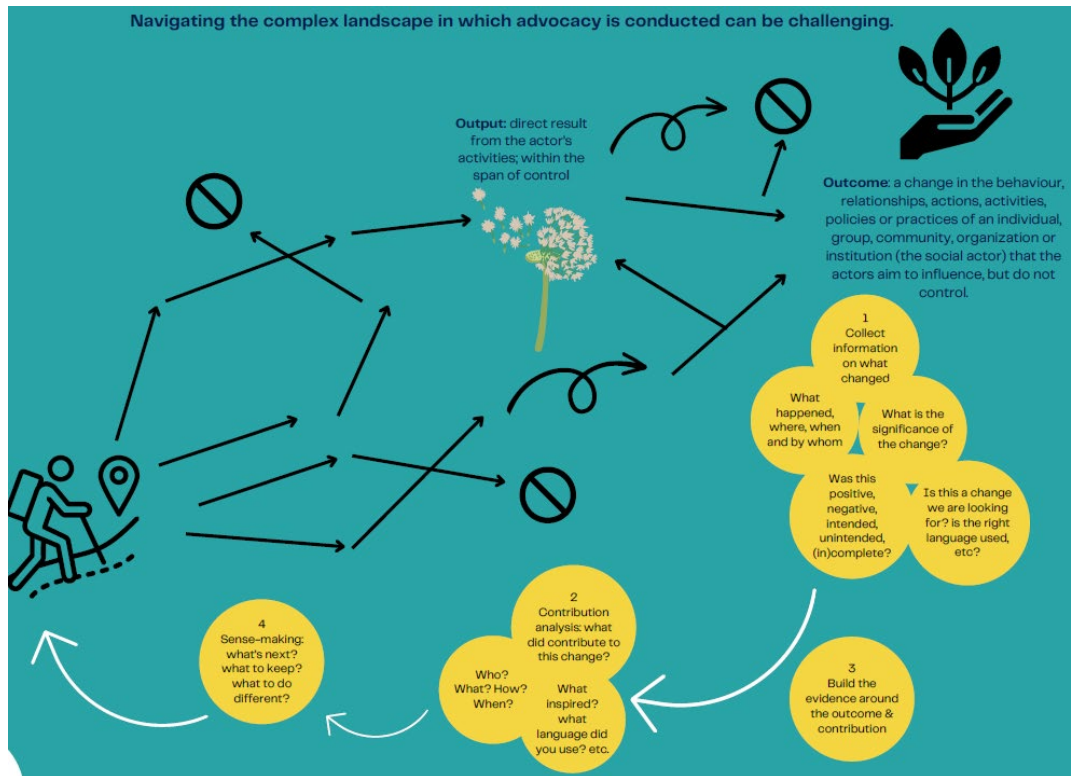 Navigating the complex landscape in which advocacy is conducted can be challenging.
Output: direct result
from the actor's
activities; within the
span of control
Outcome: a change in the behaviour,
relationships, actions, activities,
policies or practices of an individual,
group, community, organization or
institution (the social actor) that the
actors aim to influence, but do not
control.
1
Collect
information
on what
changed
What
happened,
where, when
and by whom
What is the
significance of
the change?
Was this
positive,
negative,
intended,
unintended,
(in)complete?
Is this a change
we are looking
for? is the right
language used,
etc?
2
Contribution
analysis: what
did contribute to
this change?
Who?
What? How?
When?
What
inspired?
what
language did
you use? etc.
3
Build the
evidence around
the outcome &
contribution
4
Sense-making:
what's next?
what to keep?
what to do
different?